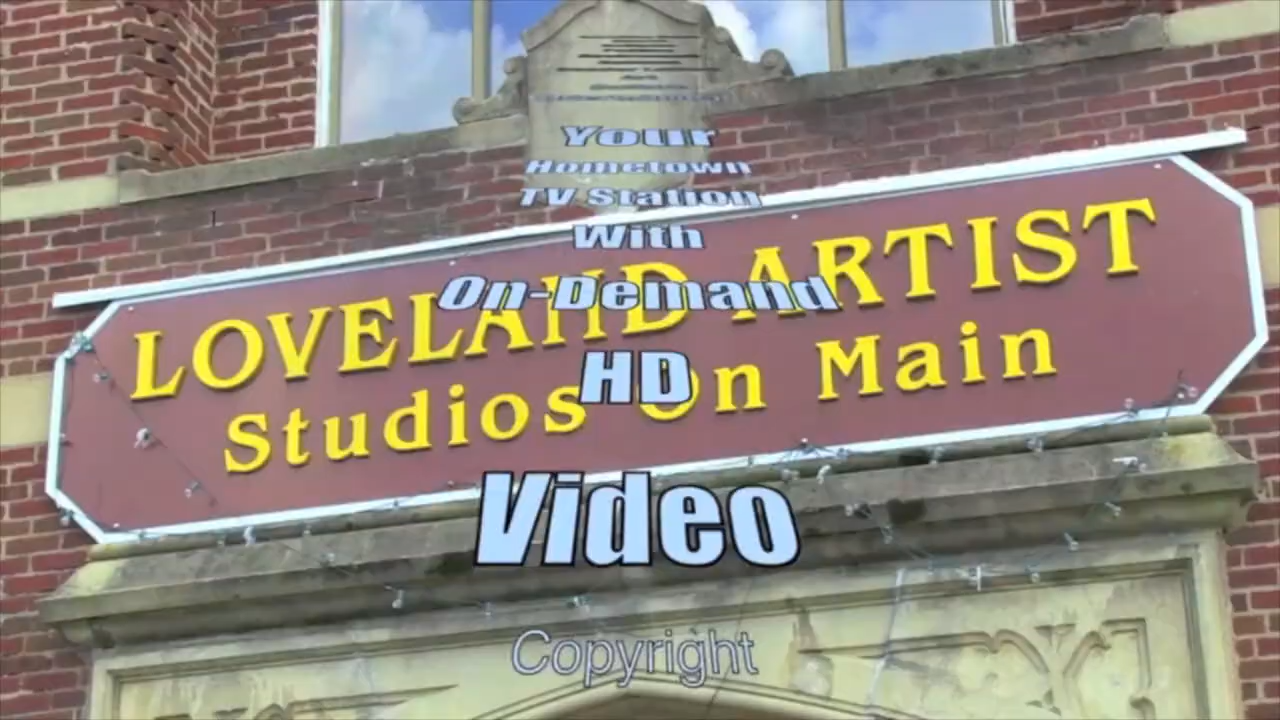 Your
Hometown
TV Station
With
On-Demand
HD
Video
Copyright
LOVELAND ARTIST
Studios On Main